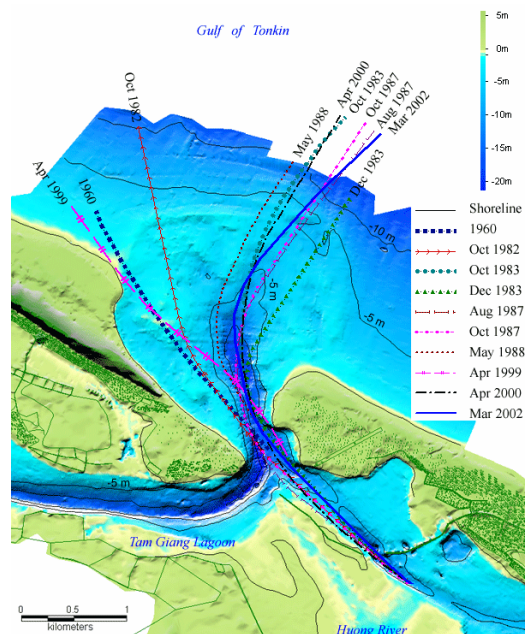 Gulf of Tonkin
5m
0m
-5m
-10m
-15m
-20m
Oct 1982
Apr 1999
1960
May 1988
Apr 2000
Oct 1983
Oct 1987
Aug 1987
Mar 2002
Dec 1983
-10 m
-5 m
-5m
Shoreline
1960
Oct 1982
Oct 1983
Dec 1983
Aug 1987
Oct 1987
May 1988
Apr 1999
Apr 2000
Mar 2002
-5 m
Tam Giang Lagoon
Huong River
0 0.5 1
kilometers